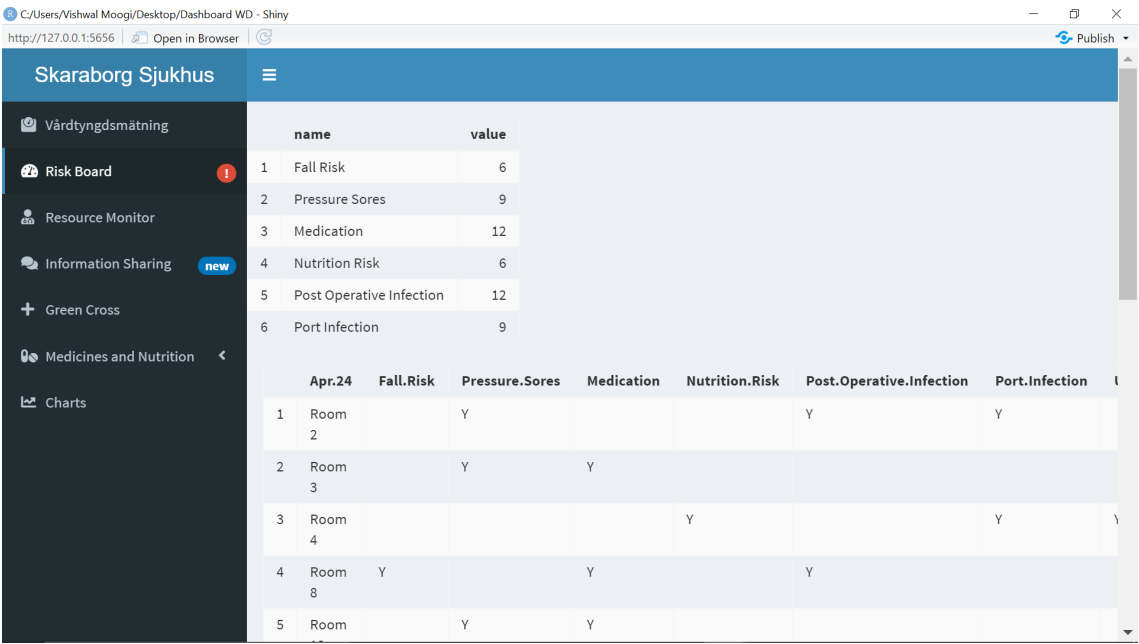 C:/Users/Vishwal Moogi/Desktop/Dashboard WD - Shiny
http://127.0.0.1:5656 Open in Browser Publish
Skaraborg Sjukhus
Vårdtyngdsmätning
Risk Board !
Resource Monitor
Information Sharing new
Green Cross
Medicines and Nutrition
Charts
name value
1 Fall Risk 6
2 Pressure Sores 9
3 Medication 12
4 Nutrition Risk 6
5 Post Operative Infection 12
6 Port Infection 9
Apr.24 Fall.Risk Pressure.Sores Medication Nutrition.Risk Post.Operative.Infection Port.Infection
1 Room Y Y Y
2
2 Room Y Y
3
3 Room Y Y Y
4
4 Room Y Y Y
8
5 Room Y Y